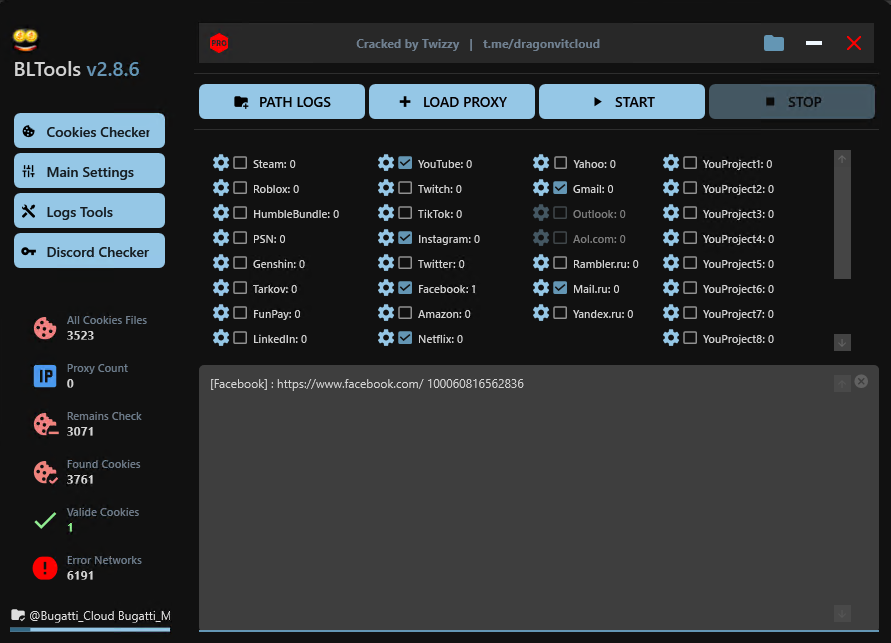 BLTools v2.8.6
PRO
Cracked by Twizzy | t.me/dragonvitcloud
PATH LOGS
LOAD PROXY
START
STOP
Cookies Checker
Main Settings
Logs Tools
Discord Checker
All Cookies Files
3523
IP
Proxy Count
0
Remains Check
3071
Found Cookies
3761
Valide Cookies
1
Error Networks
6191
@Bugatti_Cloud Bugatti_M
Steam: 0
Roblox: 0
HumbleBundle: 0
PSN: 0
Genshin: 0
Tarkov: 0
FunPay: 0
LinkedIn: 0
YouTube: 0
Twitch: 0
TikTok: 0
Instagram: 0
Twitter: 0
Facebook: 1
Amazon: 0
Netflix: 0
Yahoo: 0
Gmail: 0
Outlook: 0
Aol.com: 0
Rambler.ru: 0
Mail.ru: 0
Yandex.ru: 0
YouProject1: 0
YouProject2: 0
YouProject3: 0
YouProject4: 0
YouProject5: 0
YouProject6: 0
YouProject7: 0
YouProject8: 0
[Facebook] : https://www.facebook.com/ 100060816562836